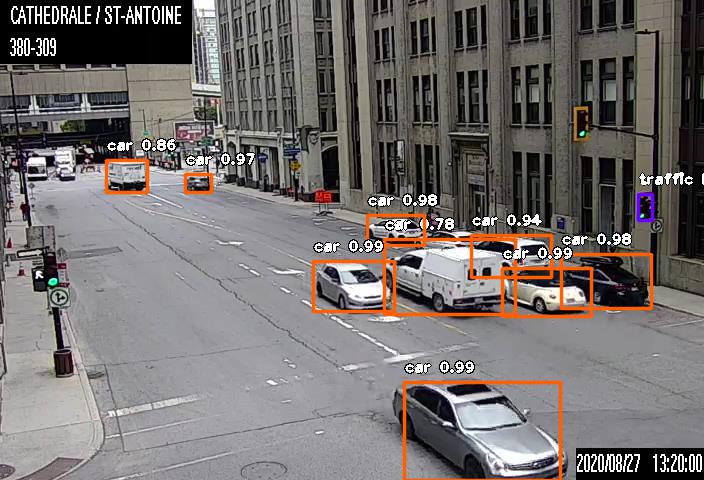 CATHEDRALE / ST-ANTOINE
380-309
car 0.86
car 0.97
traffic
car 0.98
car 0.78
car 0.94
car 0.98
car 0.99
car 0.99
car 0.99
2020/08/27 13:20:00